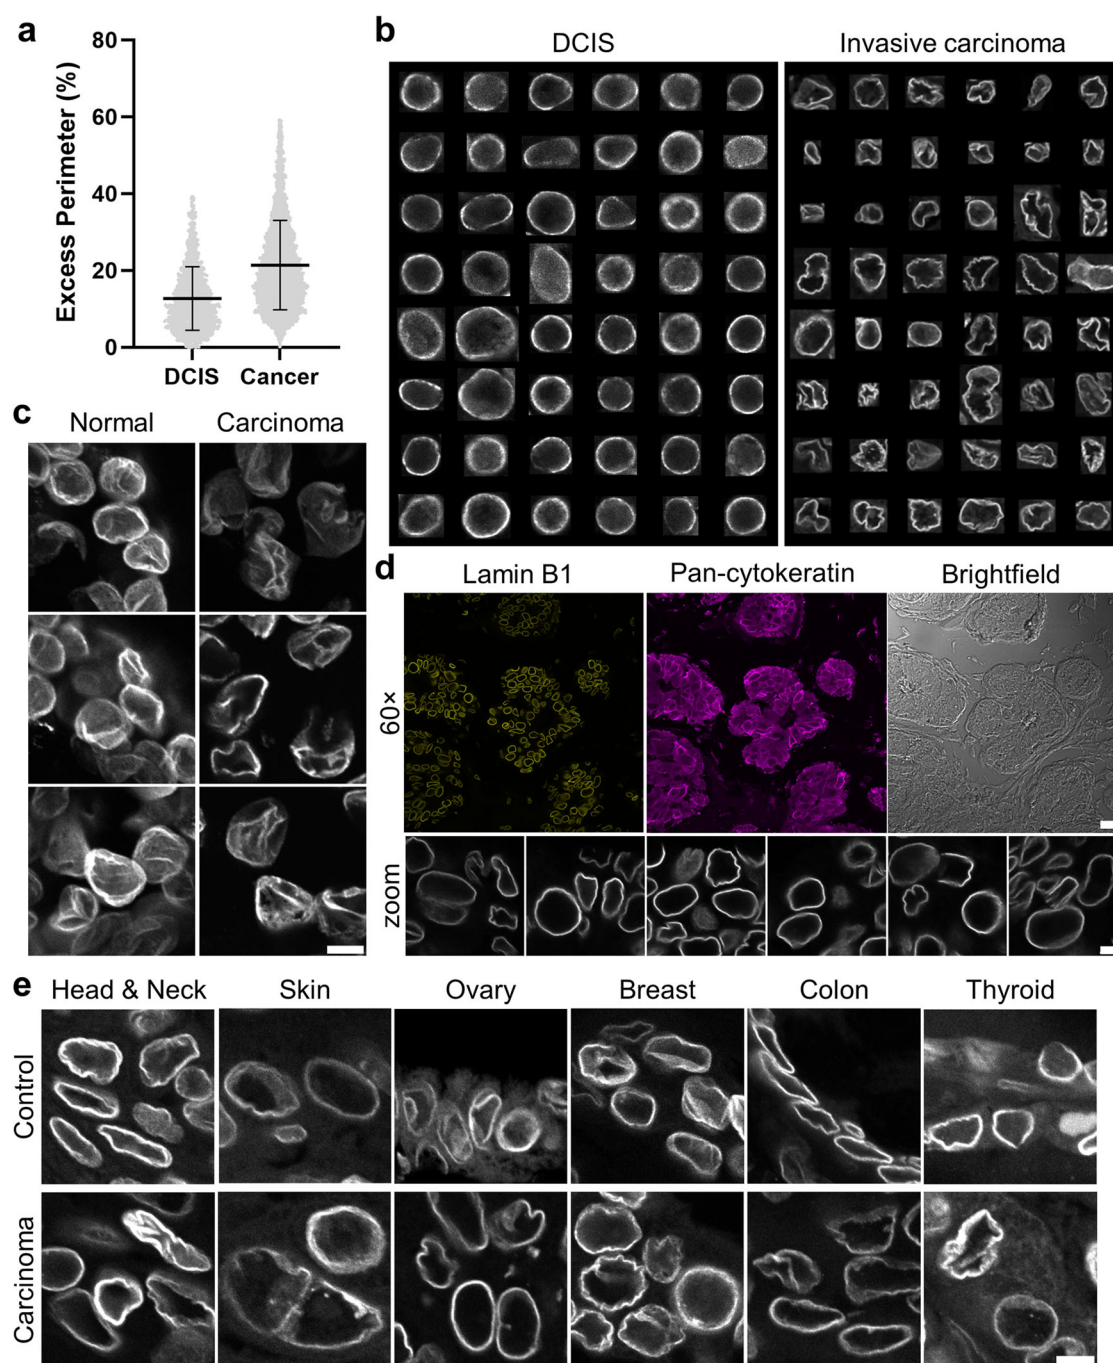 a
80
60
40
20
0
Excess Perimeter (%)
DCIS
Cancer
b
DCIS
Invasive carcinoma
c
Normal
Carcinoma
d
Lamin B1
Pan-cytokeratin
Brightfield
60×
zoom
e
Head & Neck
Skin
Ovary
Breast
Colon
Thyroid
Control
Carcinoma